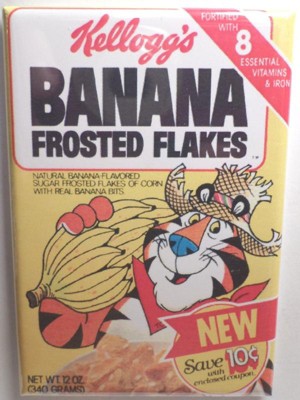 Kellogg's
FORTIFIED
WITH
8
ESSENTIAL
VITAMINS
& IRON
BANANA
FROSTED FLAKES
NATURAL BANANA-FLAVORED
SUGAR FROSTED FLAKES OF CORN
WITH REAL BANANA BITS
NEW
Save 10¢
with
enclosed coupon
NET WT. 12 OZ.
(340 GRAMS)